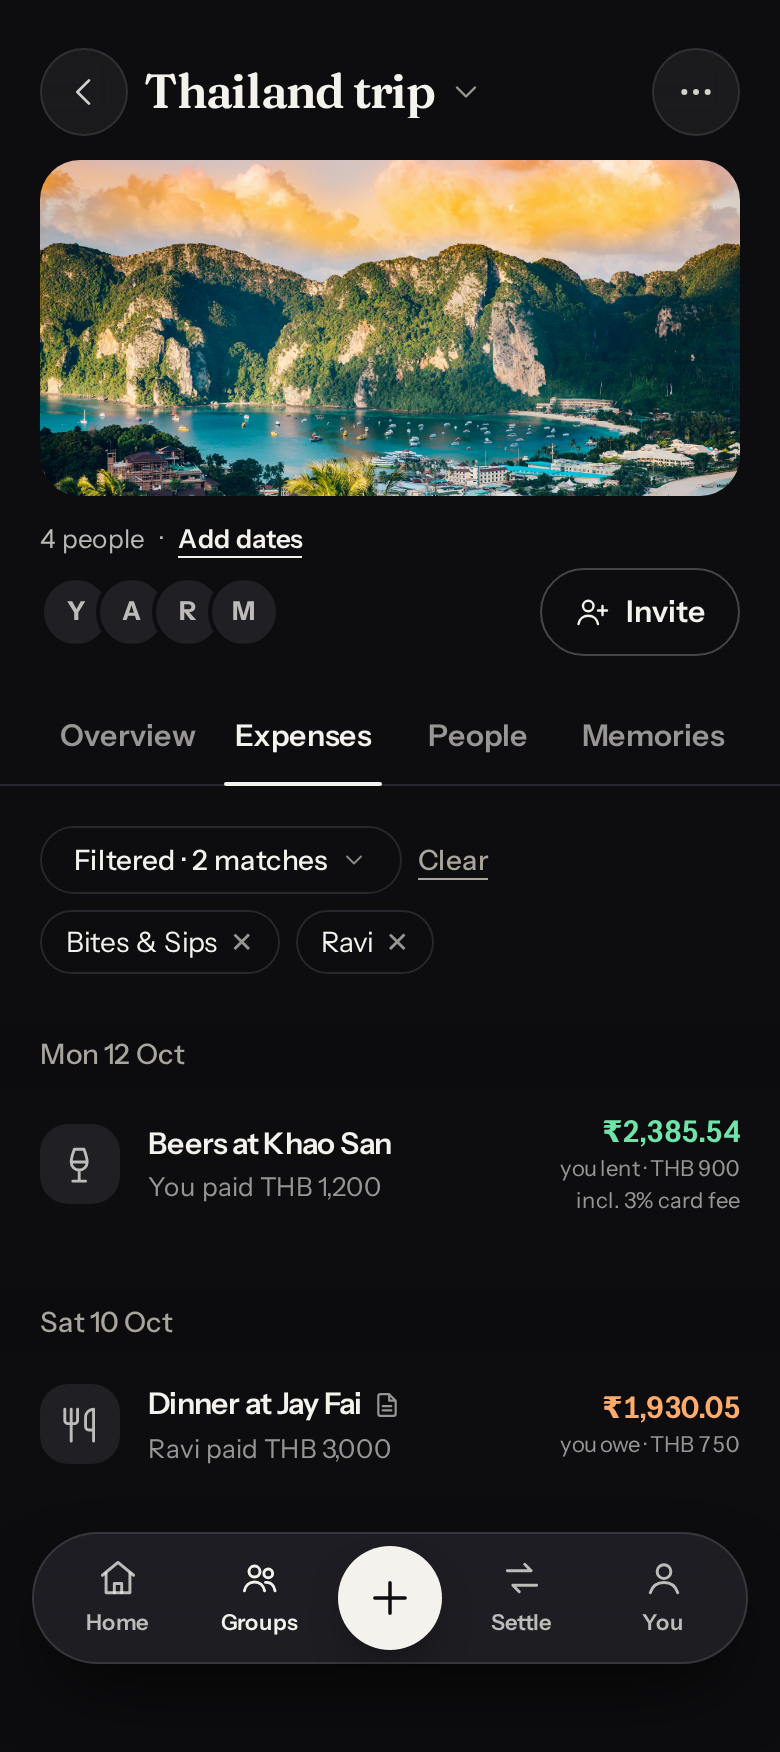 Thailand trip
4 people · Add dates
Y A R M
Invite
Overview Expenses People Memories
Filtered · 2 matches Clear
Bites & Sips × Ravi ×
Mon 12 Oct
Beers at Khao San
You paid THB 1,200
₹2,385.54
you lent · THB 900
incl. 3% card fee
Sat 10 Oct
Dinner at Jay Fai
Ravi paid THB 3,000
₹1,930.05
you owe · THB 750
Home Groups Settle You